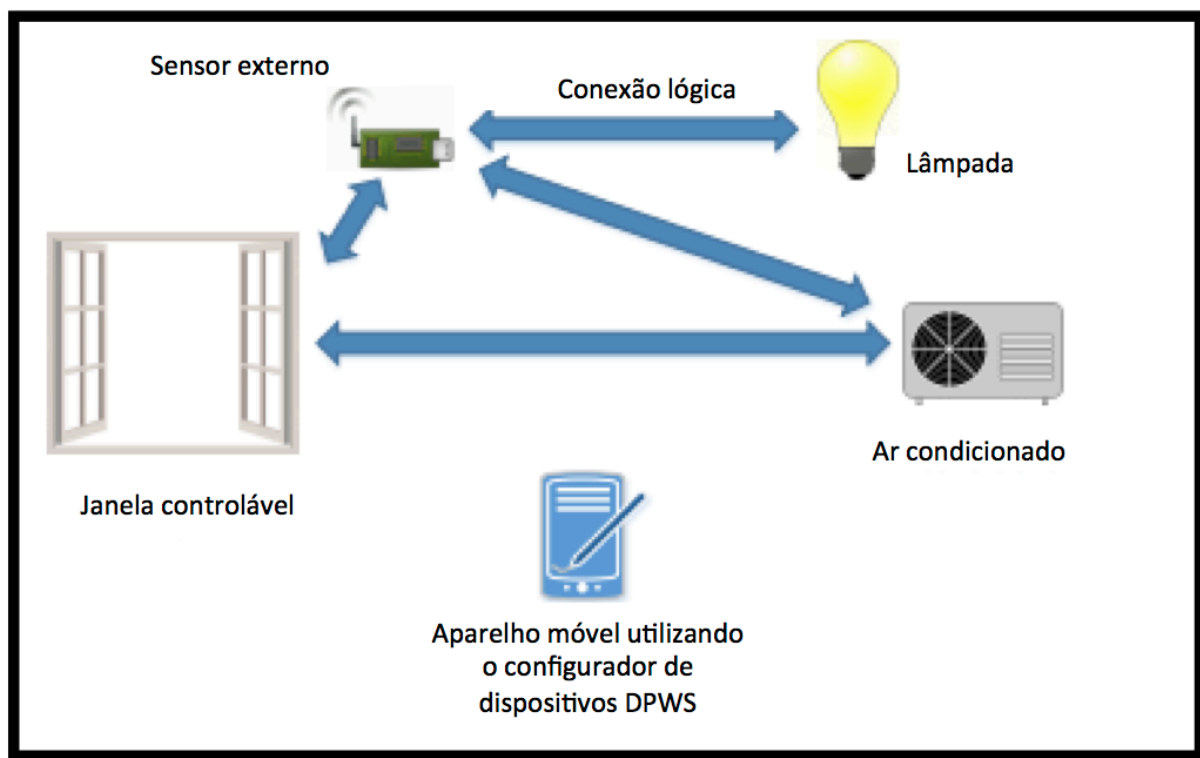 Sensor externo
Conexão lógica
Lâmpada
Ar condicionado
Janela controlável
Aparelho móvel utilizando
o configurador de
dispositivos DPWS